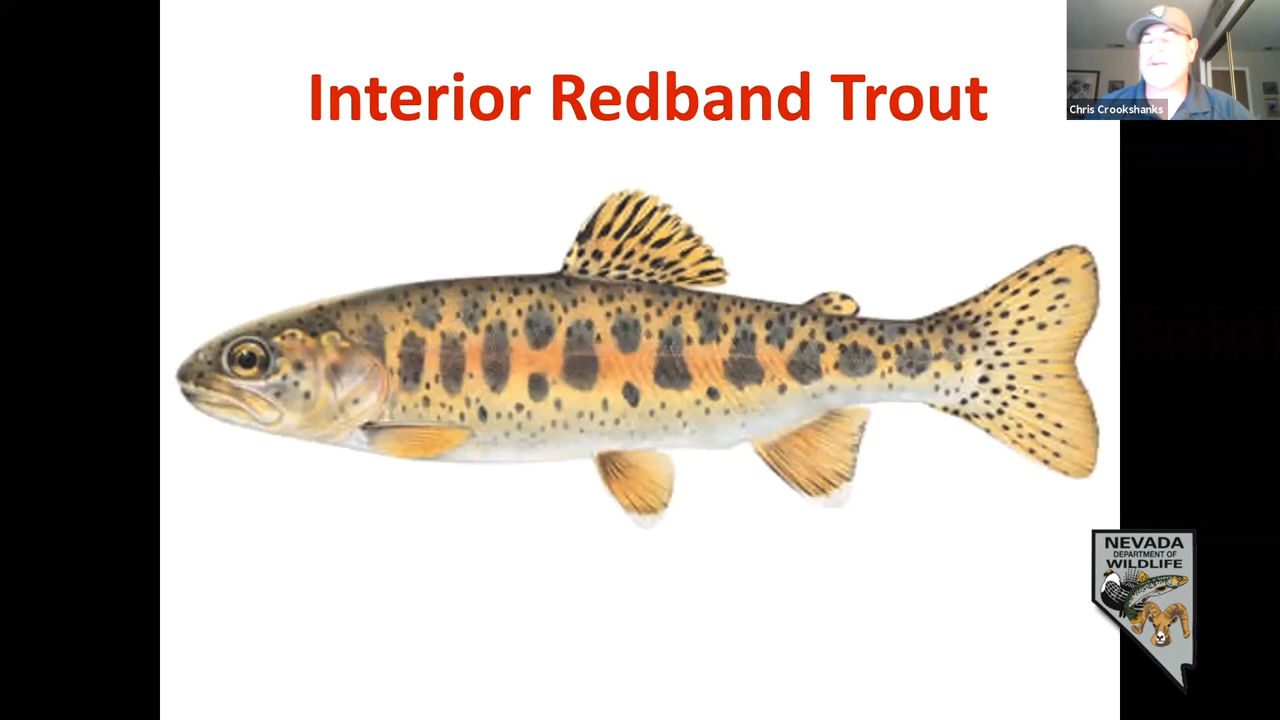 Interior Redband Trout
Chris Crookshanks
NEVADA
DEPARTMENT OF
WILDLIFE